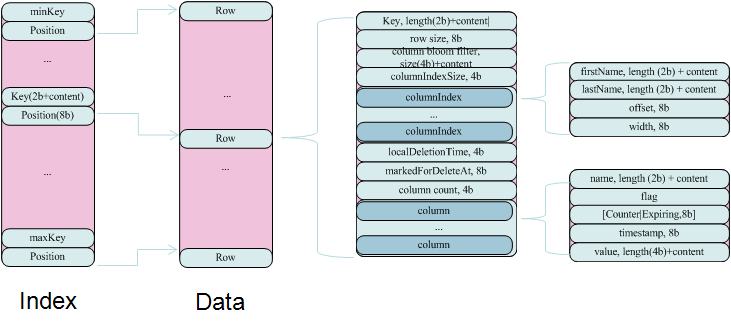 minKey
Position
...
Key(2b+content)
Position(8b)
...
maxKey
Position
Index
Row
...
Row
...
Row
Data
Key, length(2b)+content|
row size, 8b
column bloom filter,
size(4b)+content
columnIndexSize, 4b
columnIndex
...
columnIndex
localDeletionTime, 4b
markedForDeleteAt, 8b
column count, 4b
column
...
column
firstName, length (2b) + content
lastName, length (2b) + content
offset, 8b
width, 8b
name, length (2b) + content
flag
[Counter|Expiring,8b]
timestamp, 8b
value, length(4b)+content